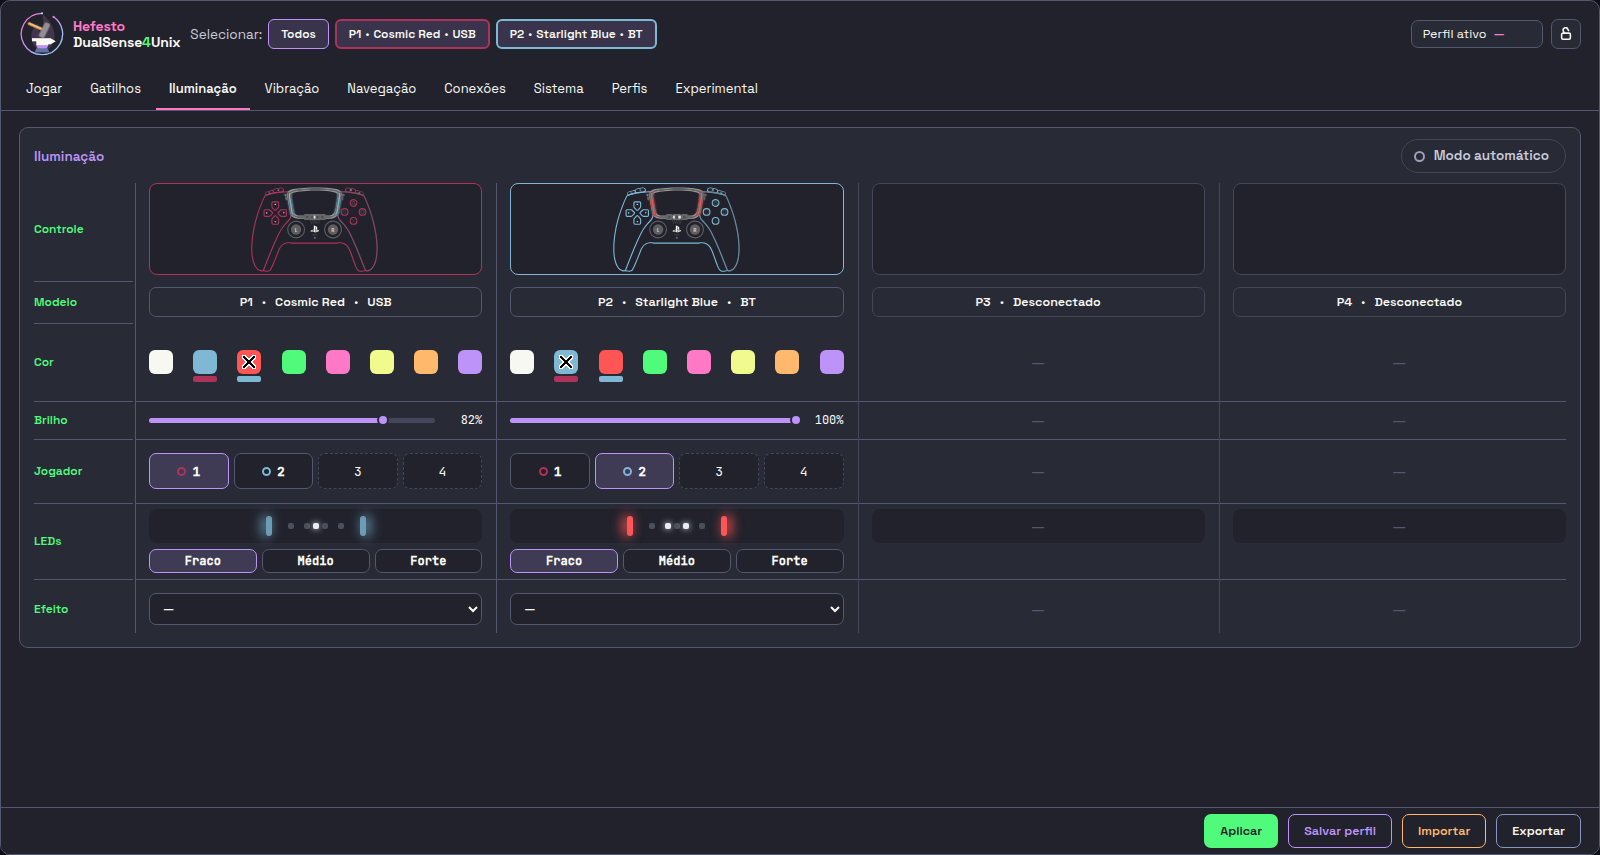 Hefesto
DualSense4Unix
Selecionar:
Todos
P1 • Cosmic Red • USB
P2 • Starlight Blue • BT
Perfil ativo —
Jogar
Gatilhos
Iluminação
Vibração
Navegação
Conexões
Sistema
Perfis
Experimental
Iluminação
Modo automático
Controle
Modelo
P1 • Cosmic Red • USB
P2 • Starlight Blue • BT
P3 • Desconectado
P4 • Desconectado
Cor
—
—
Brilho
82%
100%
—
—
Jogador
1
2
3
4
1
2
3
4
—
—
LEDs
—
—
Fraco
Médio
Forte
Fraco
Médio
Forte
Efeito
—
—
—
—
Aplicar
Salvar perfil
Importar
Exportar